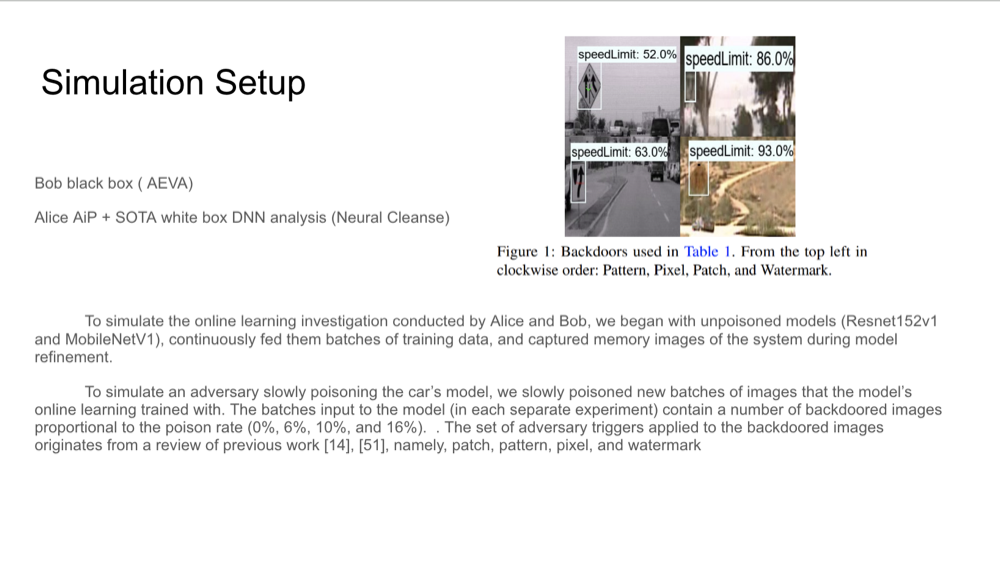 Simulation Setup
Bob black box ( AEVA)
Alice AiP + SOTA white box DNN analysis (Neural Cleanse)
speedLimit: 52.0%
speedLimit: 86.0%
speedLimit: 63.0%
speedLimit: 93.0%
Figure 1: Backdoors used in Table 1. From the top left in
clockwise order: Pattern, Pixel, Patch, and Watermark.
To simulate the online learning investigation conducted by Alice and Bob, we began with unpoisoned models (Resnet152v1
and MobileNetV1), continuously fed them batches of training data, and captured memory images of the system during model
refinement.
To simulate an adversary slowly poisoning the car's model, we slowly poisoned new batches of images that the model's
online learning trained with. The batches input to the model (in each separate experiment) contain a number of backdoored images
proportional to the poison rate (0%, 6%, 10%, and 16%).  . The set of adversary triggers applied to the backdoored images
originates from a review of previous work [14], [51], namely, patch, pattern, pixel, and watermark